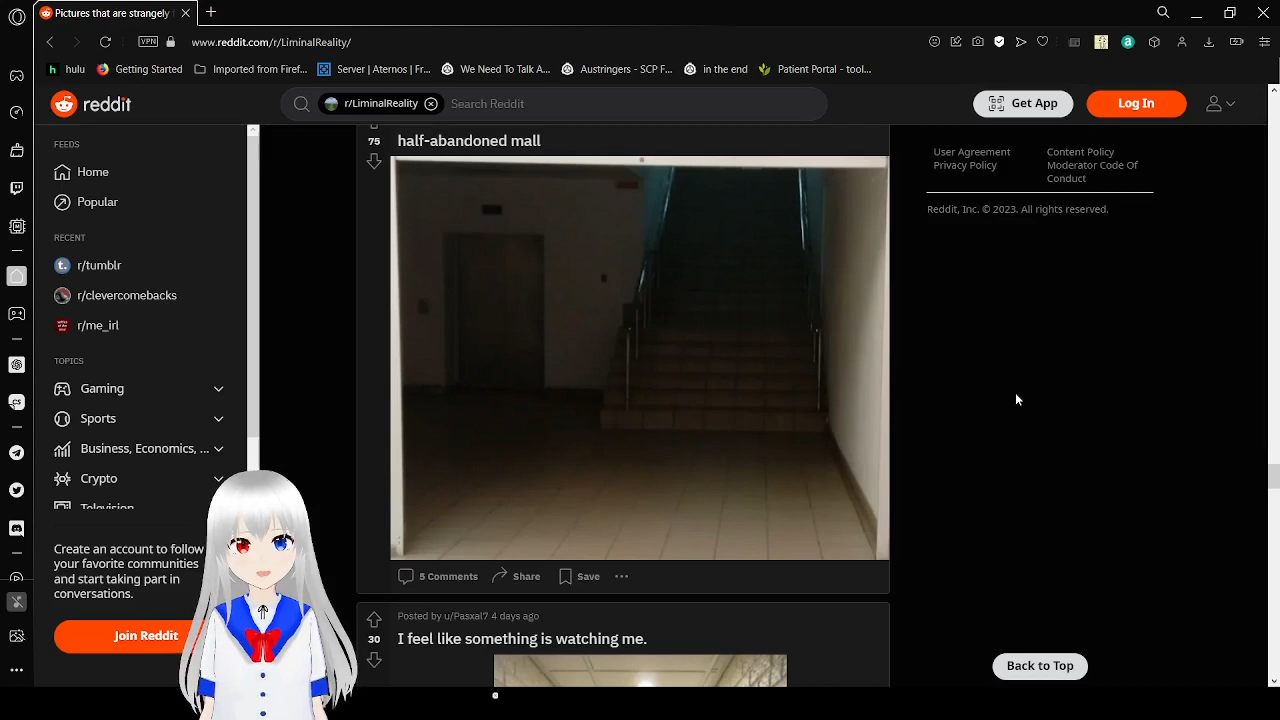 Pictures that are strangely
VPN
www.reddit.com/r/LiminalReality/
hulu
Getting Started
Imported from Firef...
Server | Aternos | Fr...
We Need To Talk A...
Austringers - SCP F...
in the end
Patient Portal - tool...
reddit
r/LiminalReality
Search Reddit
Get App
Log In
FEEDS
Home
Popular
RECENT
r/tumblr
r/clevercomebacks
r/me_irl
TOPICS
Gaming
Sports
Business, Economics, ...
Crypto
Television
Create an account to follow
your favorite communities
and start taking part in
conversations.
Join Reddit
75
half-abandoned mall
5 Comments
Share
Save
Posted by u/Pasxal7 4 days ago
30
I feel like something is watching me.
User Agreement
Privacy Policy
Content Policy
Moderator Code Of
Conduct
Reddit, Inc. © 2023. All rights reserved.
Back to Top